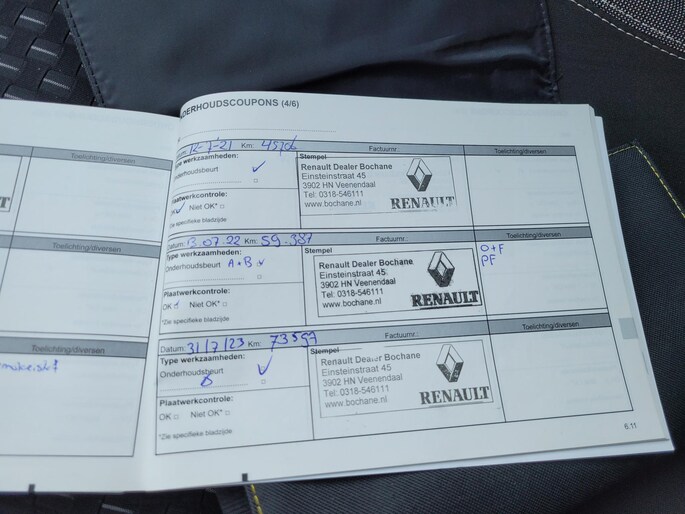 ONDERHOUDSCOUPONS (4/6)
Toelichting/diversen
Datum: 12-7-21 Km: 45706
Factuurnr.:
Toelichting/diversen
Type werkzaamheden:
Onderhoudsbeurt ✓
Plaatwerkcontrole:
OK ✓ Niet OK*
*Zie specifieke bladzijde
Stempel
Renault Dealer Bochane
Einsteinstraat 45
3902 HN Veenendaal
Tel: 0318-546111
www.bochane.nl
RENAULT
Toelichting/diversen
Datum: 13.07.22 Km: 59.387
Factuurnr.:
Toelichting/diversen
Type werkzaamheden:
Onderhoudsbeurt A+B ✓
Plaatwerkcontrole:
OK Niet OK*
*Zie specifieke bladzijde
Stempel
Renault Dealer Bochane
Einsteinstraat 45
3902 HN Veenendaal
Tel: 0318-546111
www.bochane.nl
RENAULT
O+F
PF
Toelichting/diversen
Datum: 31/7/23 Km: 73597
Factuurnr.:
Toelichting/diversen
Type werkzaamheden:
Onderhoudsbeurt ✓
B
Plaatwerkcontrole:
OK Niet OK*
*Zie specifieke bladzijde
Stempel
Renault Dealer Bochane
Einsteinstraat 45
3902 HN Veenendaal
Tel: 0318-546111
www.bochane.nl
RENAULT
6.11